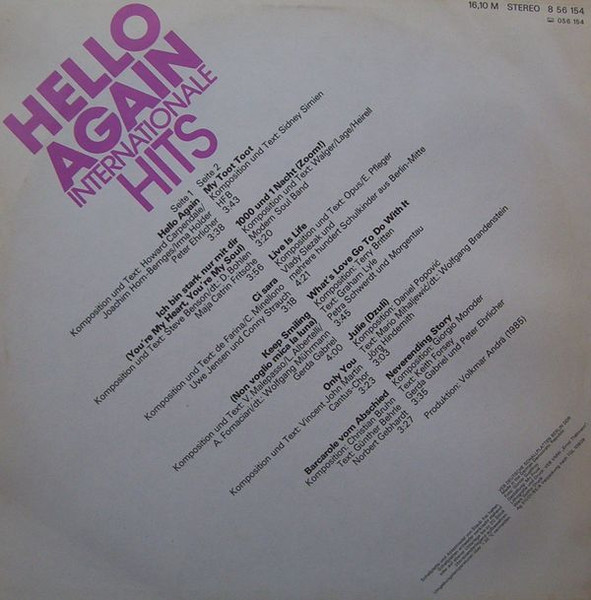 16,10 M STEREO 8 56 154
056 154
HELLO
AGAIN
INTERNATIONALE
HITS
Seite 1
Hello Again
Komposition und Text: Howard Carpendale/
Joachim Horn-Bernges/Irma Holder
Peter Ehrlicher
3:38
Ich bin stark nur mit dir
(You're My Heart, You're My Soul)
Komposition und Text: Steve Benson/dt.: D. Bohlen
Maja Catrin Fritsche
3:56
Ci sara
Komposition und Text: de Farina/C. Minellono
Uwe Jensen und Conny Strauch
3:51
Keep Smiling
(Non voglio mica la luna)
Komposition und Text: V. Malepasso/L. Albertelli/
A. Fornaciari/dt.: Wolfgang Mührmann
Gerda Gabriel
4:00
Only You
Komposition und Text: Vincent John Martin
Cantus-Chor
3:23
Barcarole vom Abschied
Komposition: Christian Bruhn
Text: Günther Behrle
Norbert Gebhardt
3:27
Seite 2
My Toot Toot
Komposition und Text: Sidney Simien
HFB
3:43
1000 und 1 Nacht (Zoom!)
Komposition und Text: Walger/Lage/Heirell
Modern Soul Band
3:20
Live Is Life
Komposition und Text: Opus/E. Pfleger
Vlady Slezak und
mehrere hundert Schulkinder aus Berlin-Mitte
4:21
What's Love Go To Do With It
Komposition: Terry Britten
Text: Graham Lyle
Petra Schwerdt und Morgentau
3:45
Julie (Dzuli)
Komposition: Daniel Popović
Text: Mario Mihaljević/dt.: Wolfgang Brandenstein
Jörg Hindemith
3:03
Neverending Story
Komposition: Giorgio Moroder
Text: Keith Forsey
Gerda Gabriel und Peter Ehrlicher
3:35
Produktion: Volkmar Andrä (1985)